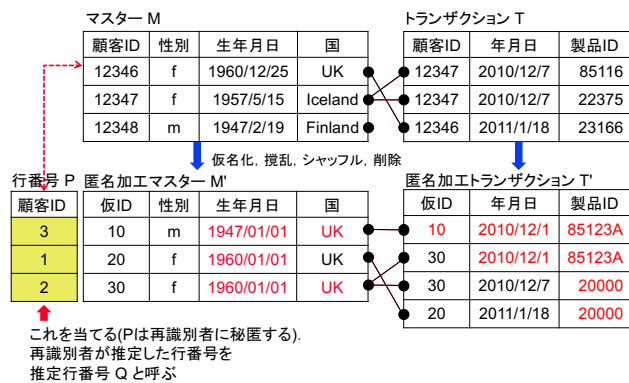 マスター M
トランザクション T
顧客ID 性別 生年月日 国
顧客ID 年月日 製品ID
12346 f 1960/12/25 UK
12347 2010/12/7 85116
12347 f 1957/5/15 Iceland
12347 2010/12/7 22375
12348 m 1947/2/19 Finland
12346 2011/1/18 23166
仮名化, 撹乱, シャッフル, 削除
行番号 P
匿名加工マスター M'
匿名加工トランザクション T'
顧客ID
仮ID 性別 生年月日 国
仮ID 年月日 製品ID
3
10 m 1947/01/01 UK
10 2010/12/1 85123A
1
20 f 1960/01/01 UK
30 2010/12/1 85123A
2
30 f 1960/01/01 UK
30 2010/12/7 20000
20 2011/1/18 20000
これを当てる(Pは再識別者に秘匿する).
再識別者が推定した行番号を
推定行番号 Q と呼ぶ